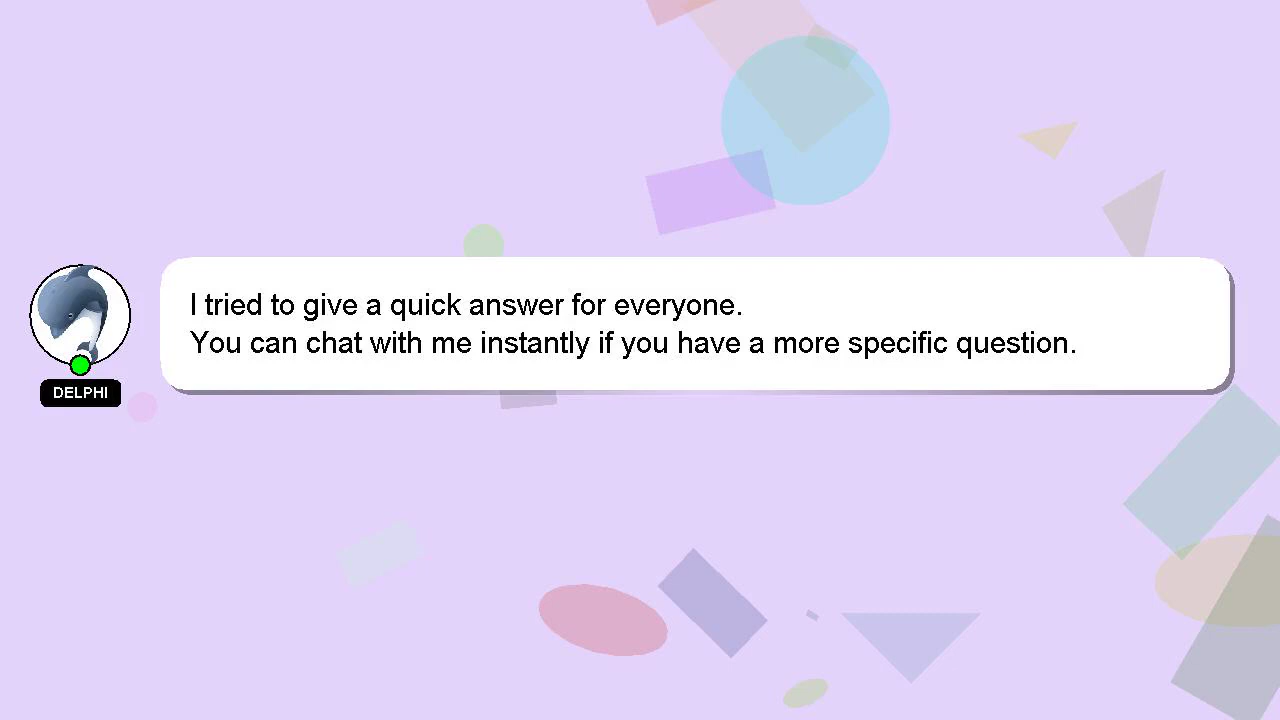 I tried to give a quick answer for everyone.
You can chat with me instantly if you have a more specific question.
DELPHI